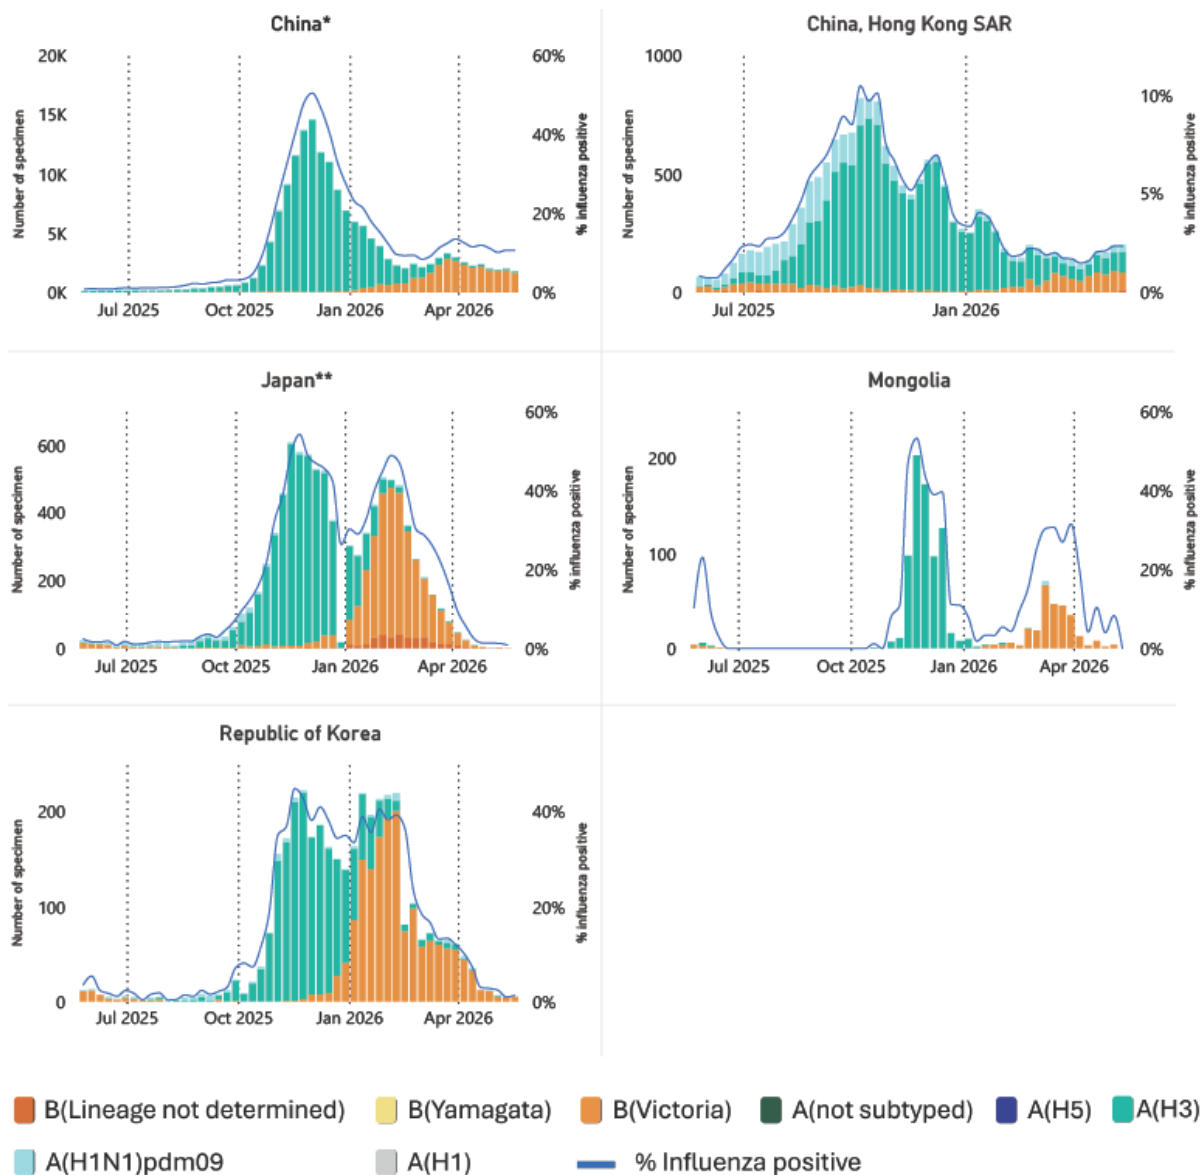 China*
20K
15K
10K
5K
0K
Number of specimen
60%
40%
20%
0%
% influenza positive
Jul 2025
Oct 2025
Jan 2026
Apr 2026
China, Hong Kong SAR
1000
500
0
Number of specimen
10%
5%
0%
% influenza positive
Jul 2025
Jan 2026
Japan**
600
400
200
0
Number of specimen
60%
40%
20%
0%
% influenza positive
Jul 2025
Oct 2025
Jan 2026
Apr 2026
Mongolia
200
100
0
Number of specimen
60%
40%
20%
0%
% influenza positive
Jul 2025
Oct 2025
Jan 2026
Apr 2026
Republic of Korea
200
100
0
Number of specimen
40%
20%
0%
% influenza positive
Jul 2025
Oct 2025
Jan 2026
Apr 2026
B(Lineage not determined)
B(Yamagata)
B(Victoria)
A(not subtyped)
A(H5)
A(H3)
A(H1N1)pdm09
A(H1)
% Influenza positive